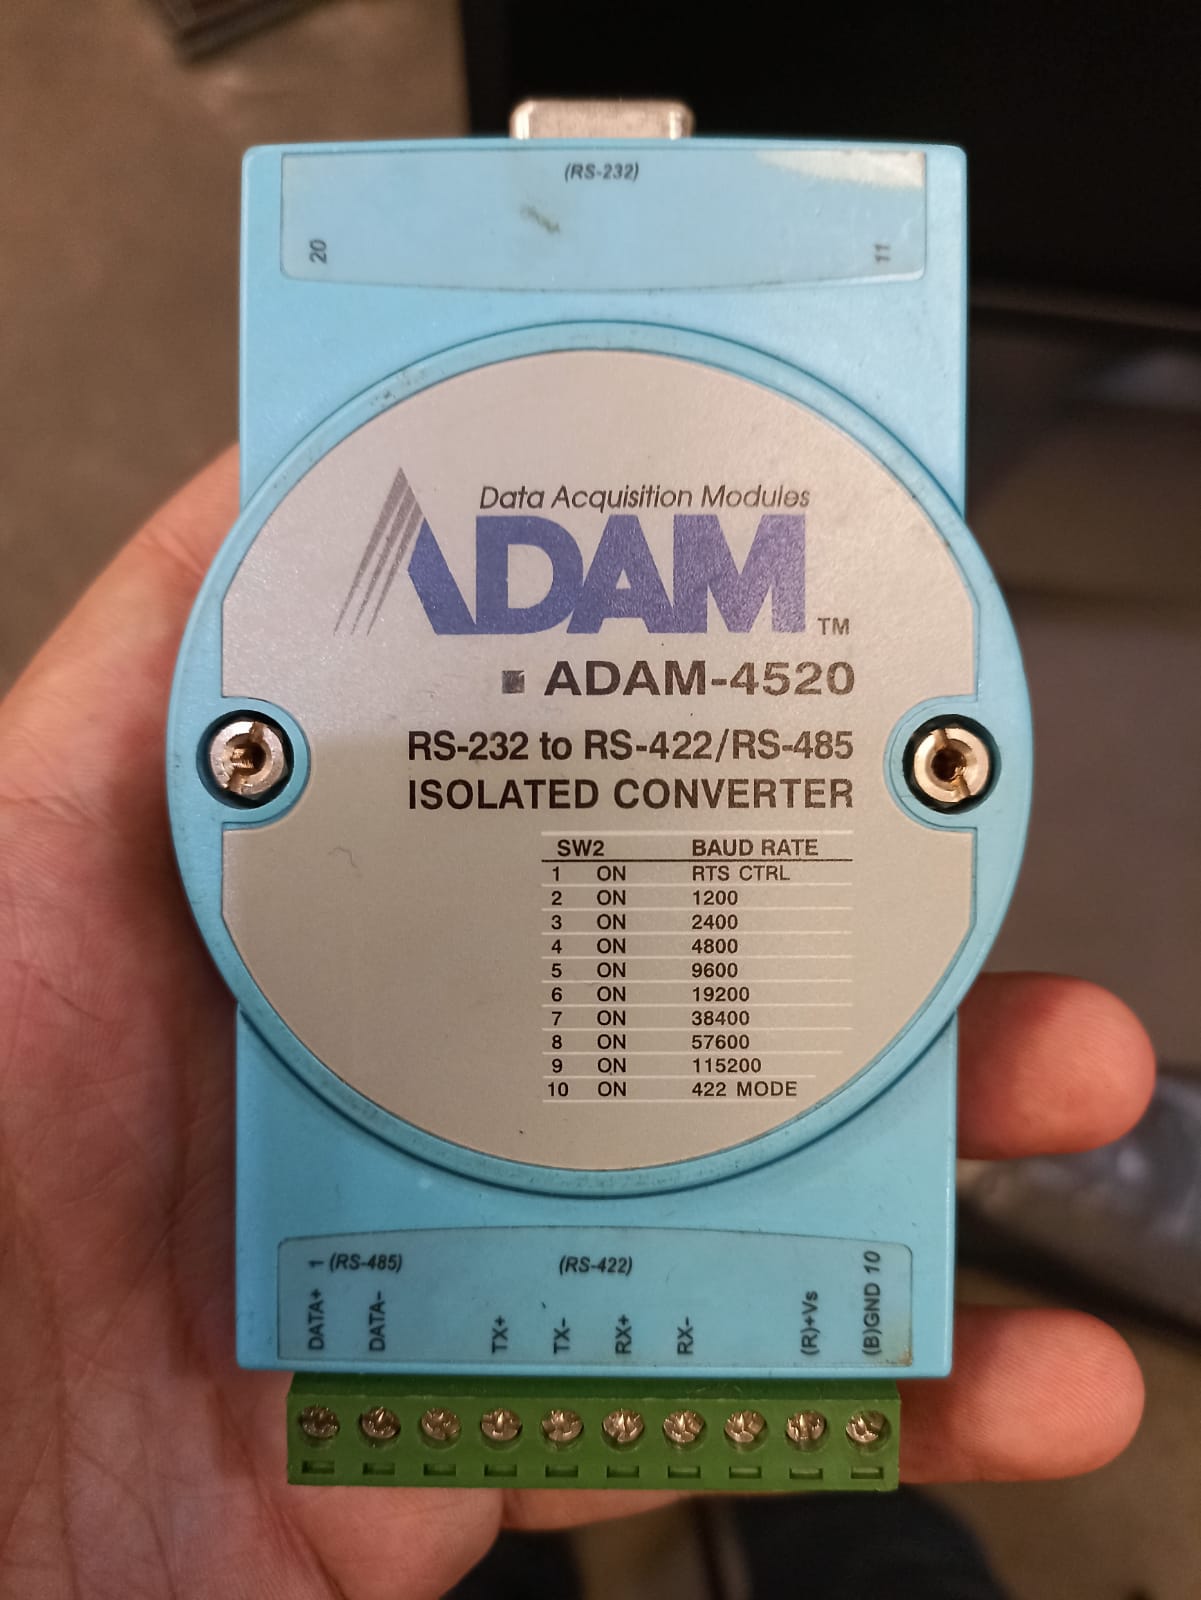 (RS-232)
20
11
Data Acquisition Modules
ADAM TM
ADAM-4520
RS-232 to RS-422/RS-485
ISOLATED CONVERTER
SW2 BAUD RATE
1 ON RTS CTRL
2 ON 1200
3 ON 2400
4 ON 4800
5 ON 9600
6 ON 19200
7 ON 38400
8 ON 57600
9 ON 115200
10 ON 422 MODE
1 (RS-485)
(RS-422)
DATA+
DATA-
TX+
TX-
RX+
RX-
(R)+Vs
(B)GND 10